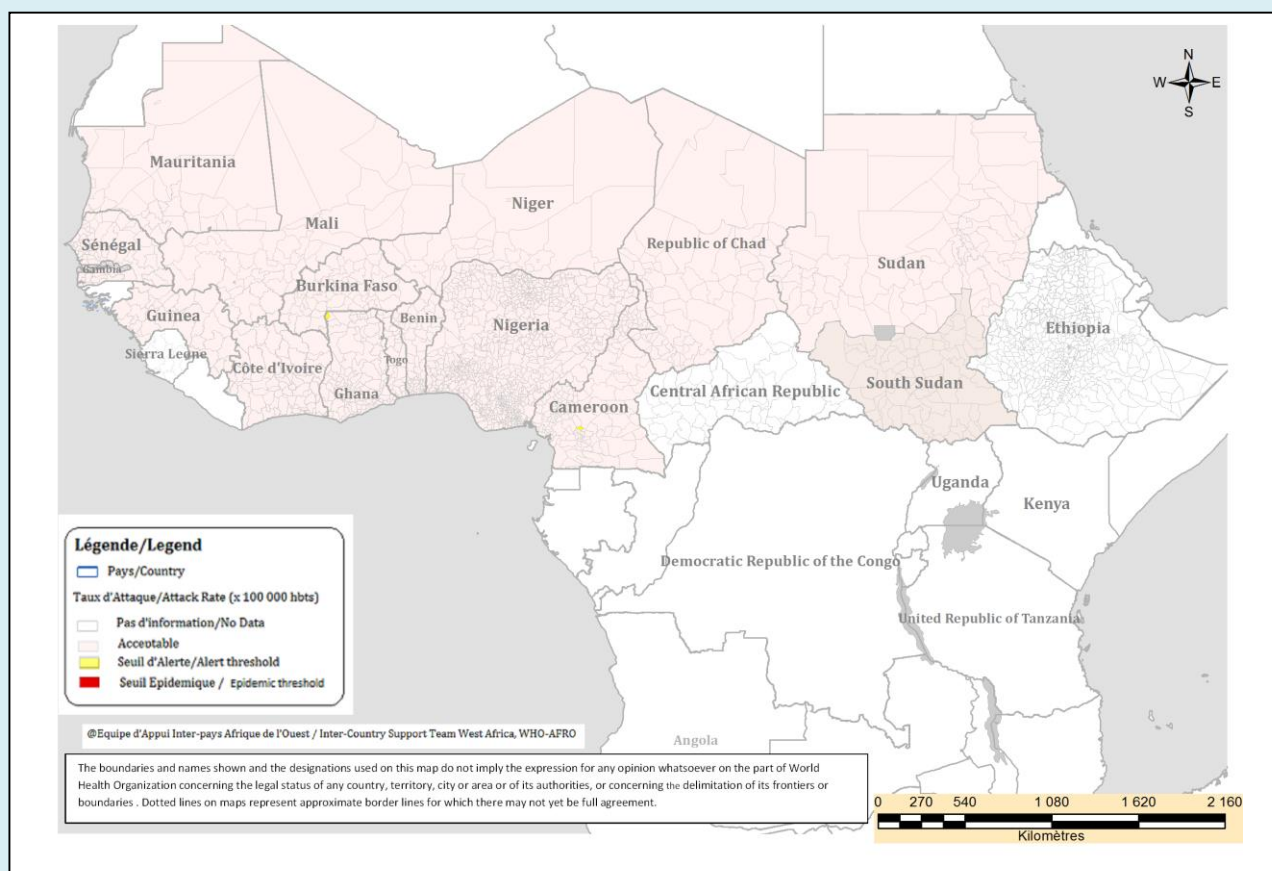 N
W E
S
Mauritania
Mali
Niger
Republic of Chad
Sudan
Sénégal
Gambia
Burkina Faso
Guinea
Benin
Nigeria
Ethiopia
Sierra Leone
Côte d'Ivoire
Togo
Ghana
Cameroon
Central African Republic
South Sudan
Uganda
Kenya
Democratic Republic of the Congo
United Republic of Tanzania
Angola
Légende/Legend
Pays/Country
Taux d'Attaque/Attack Rate (x 100 000 hbts)
Pas d'information/No Data
Acceptable
Seuil d'Alerte/Alert threshold
Seuil Epidemique / Epidemic threshold
@Equipe d'Appui Inter-pays Afrique de l'Ouest / Inter-Country Support Team West Africa, WHO-AFRO
The boundaries and names shown and the designations used on this map do not imply the expression for any opinion whatsoever on the part of World
Health Organization concerning the legal status of any country, territory, city or area or of its authorities, or concerning the delimitation of its frontiers or
boundaries . Dotted lines on maps represent approximate border lines for which there may not yet be full agreement.
0 270 540 1 080 1 620 2 160
Kilomètres